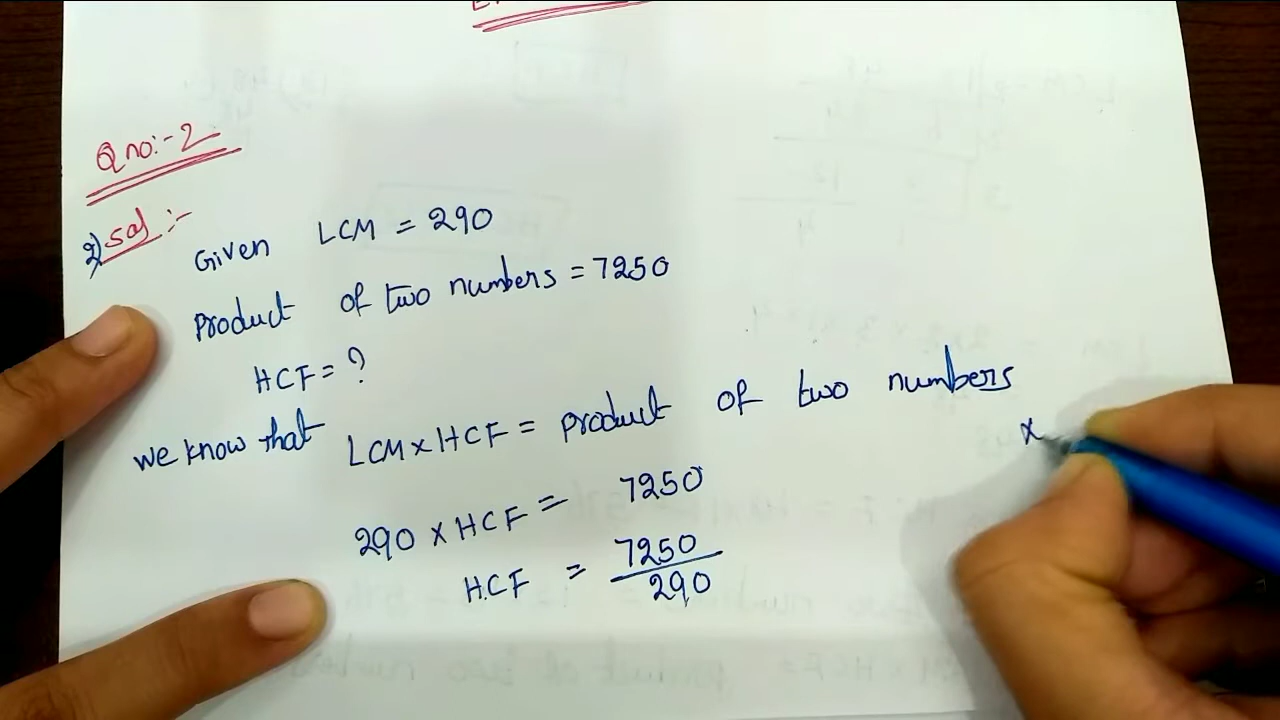 Q no:-2
2) Sol :-
Given LCM = 290
Product of two numbers = 7250
HCF = ?
we know that LCM x HCF = product of two numbers
x
290 x HCF = 7250
HCF = 7250/290